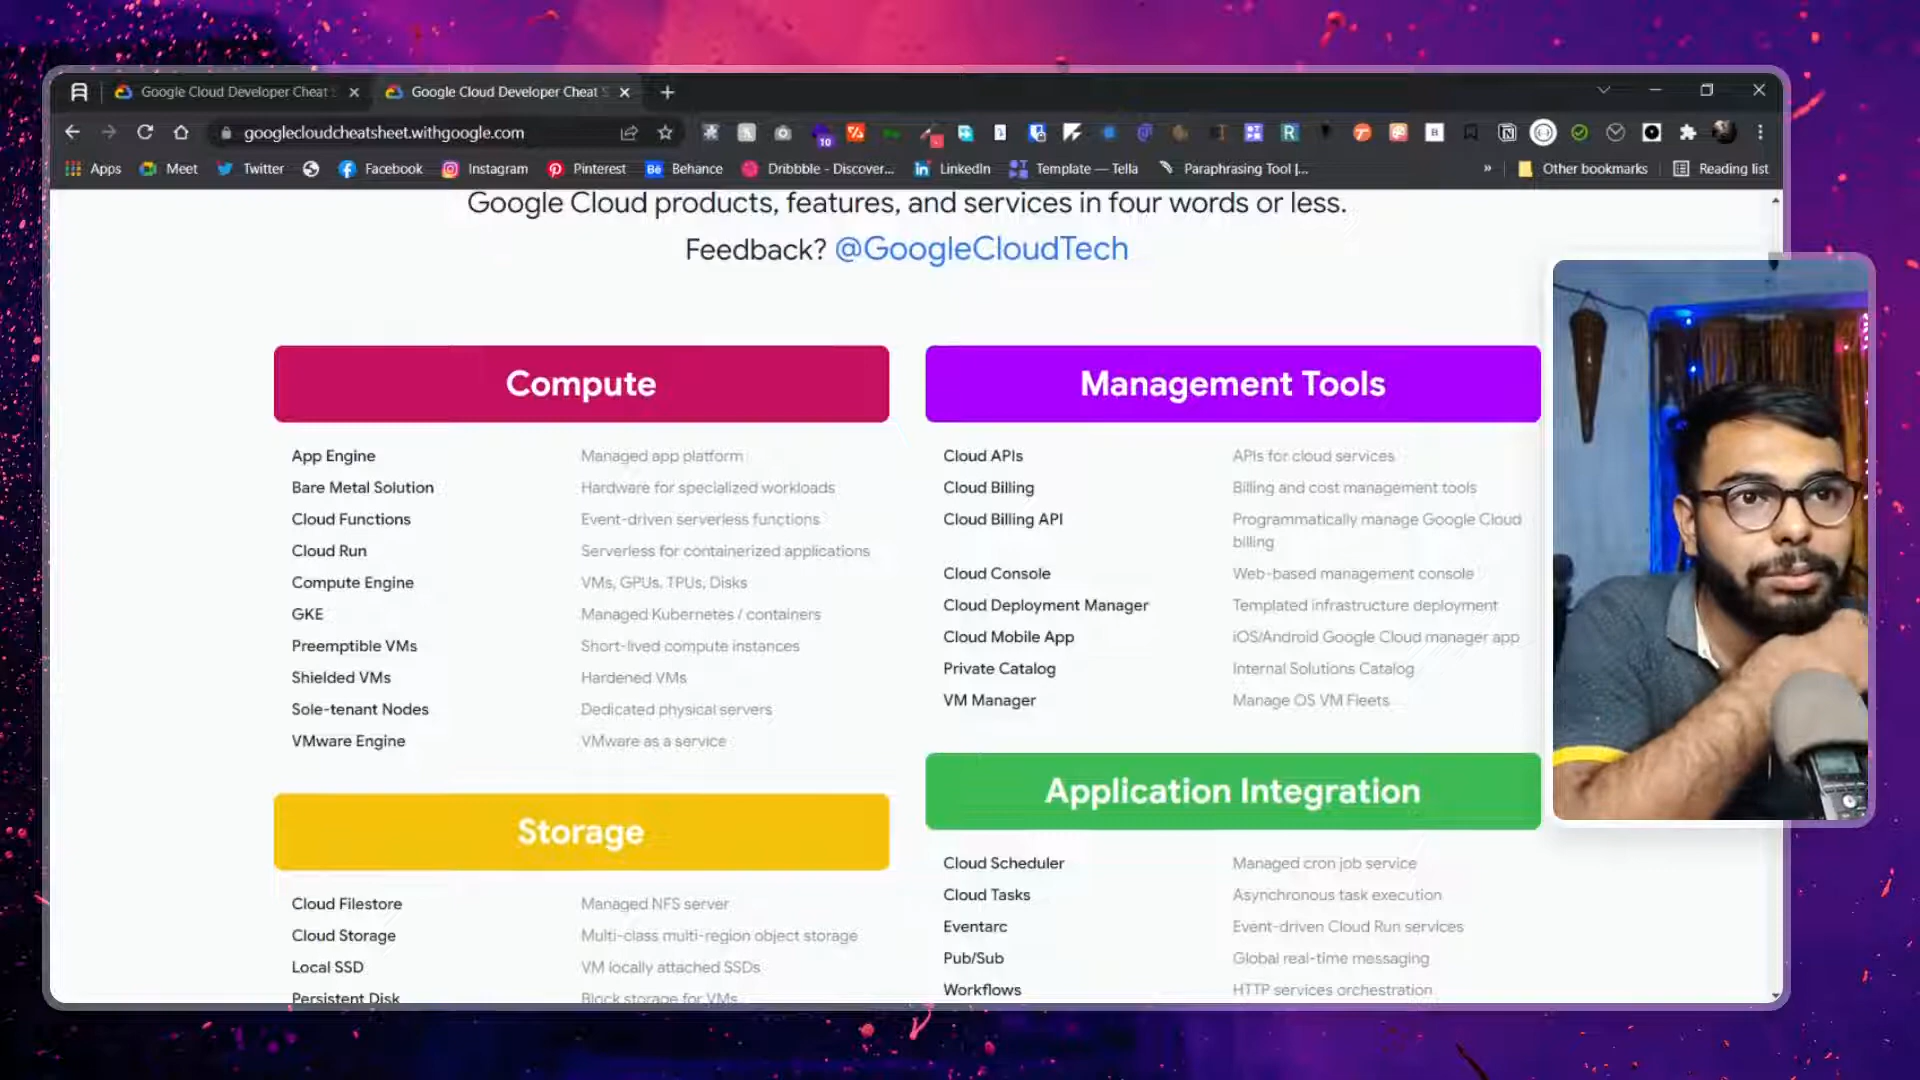 Google Cloud Developer Cheat S
Google Cloud Developer Cheat S
googlecloudcheatsheet.withgoogle.com
10
Apps
Meet
Twitter
Facebook
Instagram
Pinterest
Behance
Dribbble - Discover...
LinkedIn
Template — Tella
Paraphrasing Tool |...
»
Other bookmarks
Reading list
Google Cloud products, features, and services in four words or less.
Feedback? @GoogleCloudTech
Compute
App Engine Managed app platform
Bare Metal Solution Hardware for specialized workloads
Cloud Functions Event-driven serverless functions
Cloud Run Serverless for containerized applications
Compute Engine VMs, GPUs, TPUs, Disks
GKE Managed Kubernetes / containers
Preemptible VMs Short-lived compute instances
Shielded VMs Hardened VMs
Sole-tenant Nodes Dedicated physical servers
VMware Engine VMware as a service
Storage
Cloud Filestore Managed NFS server
Cloud Storage Multi-class multi-region object storage
Local SSD VM locally attached SSDs
Persistent Disk Block storage for VMs
Management Tools
Cloud APIs APIs for cloud services
Cloud Billing Billing and cost management tools
Cloud Billing API Programmatically manage Google Cloud
billing
Cloud Console Web-based management console
Cloud Deployment Manager Templated infrastructure deployment
Cloud Mobile App iOS/Android Google Cloud manager app
Private Catalog Internal Solutions Catalog
VM Manager Manage OS VM Fleets
Application Integration
Cloud Scheduler Managed cron job service
Cloud Tasks Asynchronous task execution
Eventarc Event-driven Cloud Run services
Pub/Sub Global real-time messaging
Workflows HTTP services orchestration